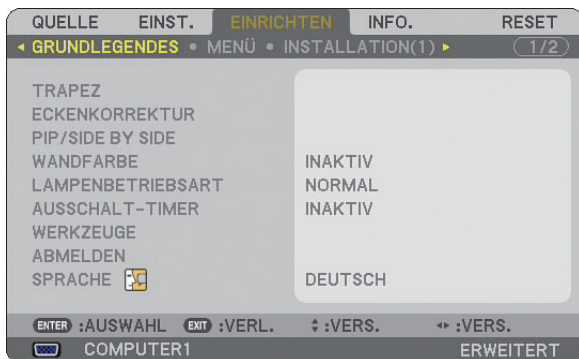 QUELLE EINST. EINRICHTEN INFO. RESET
GRUNDLEGENDES • MENÜ • INSTALLATION(1) 1/2
TRAPEZ
ECKENKORREKTUR
PIP/SIDE BY SIDE
WANDFARBE INAKTIV
LAMPENBETRIEBSART NORMAL
AUSSCHALT-TIMER INAKTIV
WERKZEUGE
ABMELDEN
SPRACHE DEUTSCH
ENTER :AUSWAHL EXIT :VERL. :VERS. :VERS.
COMPUTER1 ERWEITERT